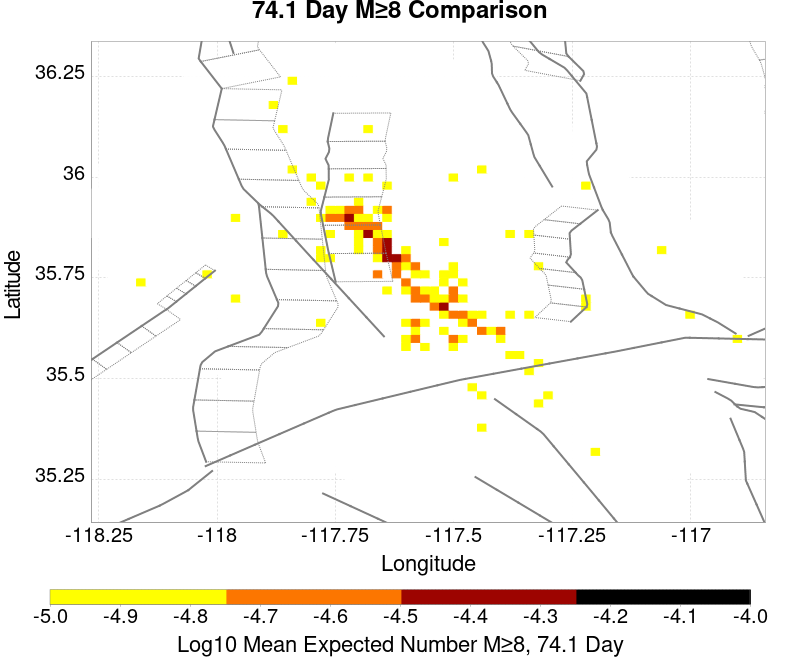 74.1 Day M≥8 Comparison
36.25
36
35.75
35.5
35.25
Latitude
-118.25 -118 -117.75 -117.5 -117.25 -117
Longitude
-5.0 -4.9 -4.8 -4.7 -4.6 -4.5 -4.4 -4.3 -4.2 -4.1 -4.0
Log10 Mean Expected Number M≥8, 74.1 Day